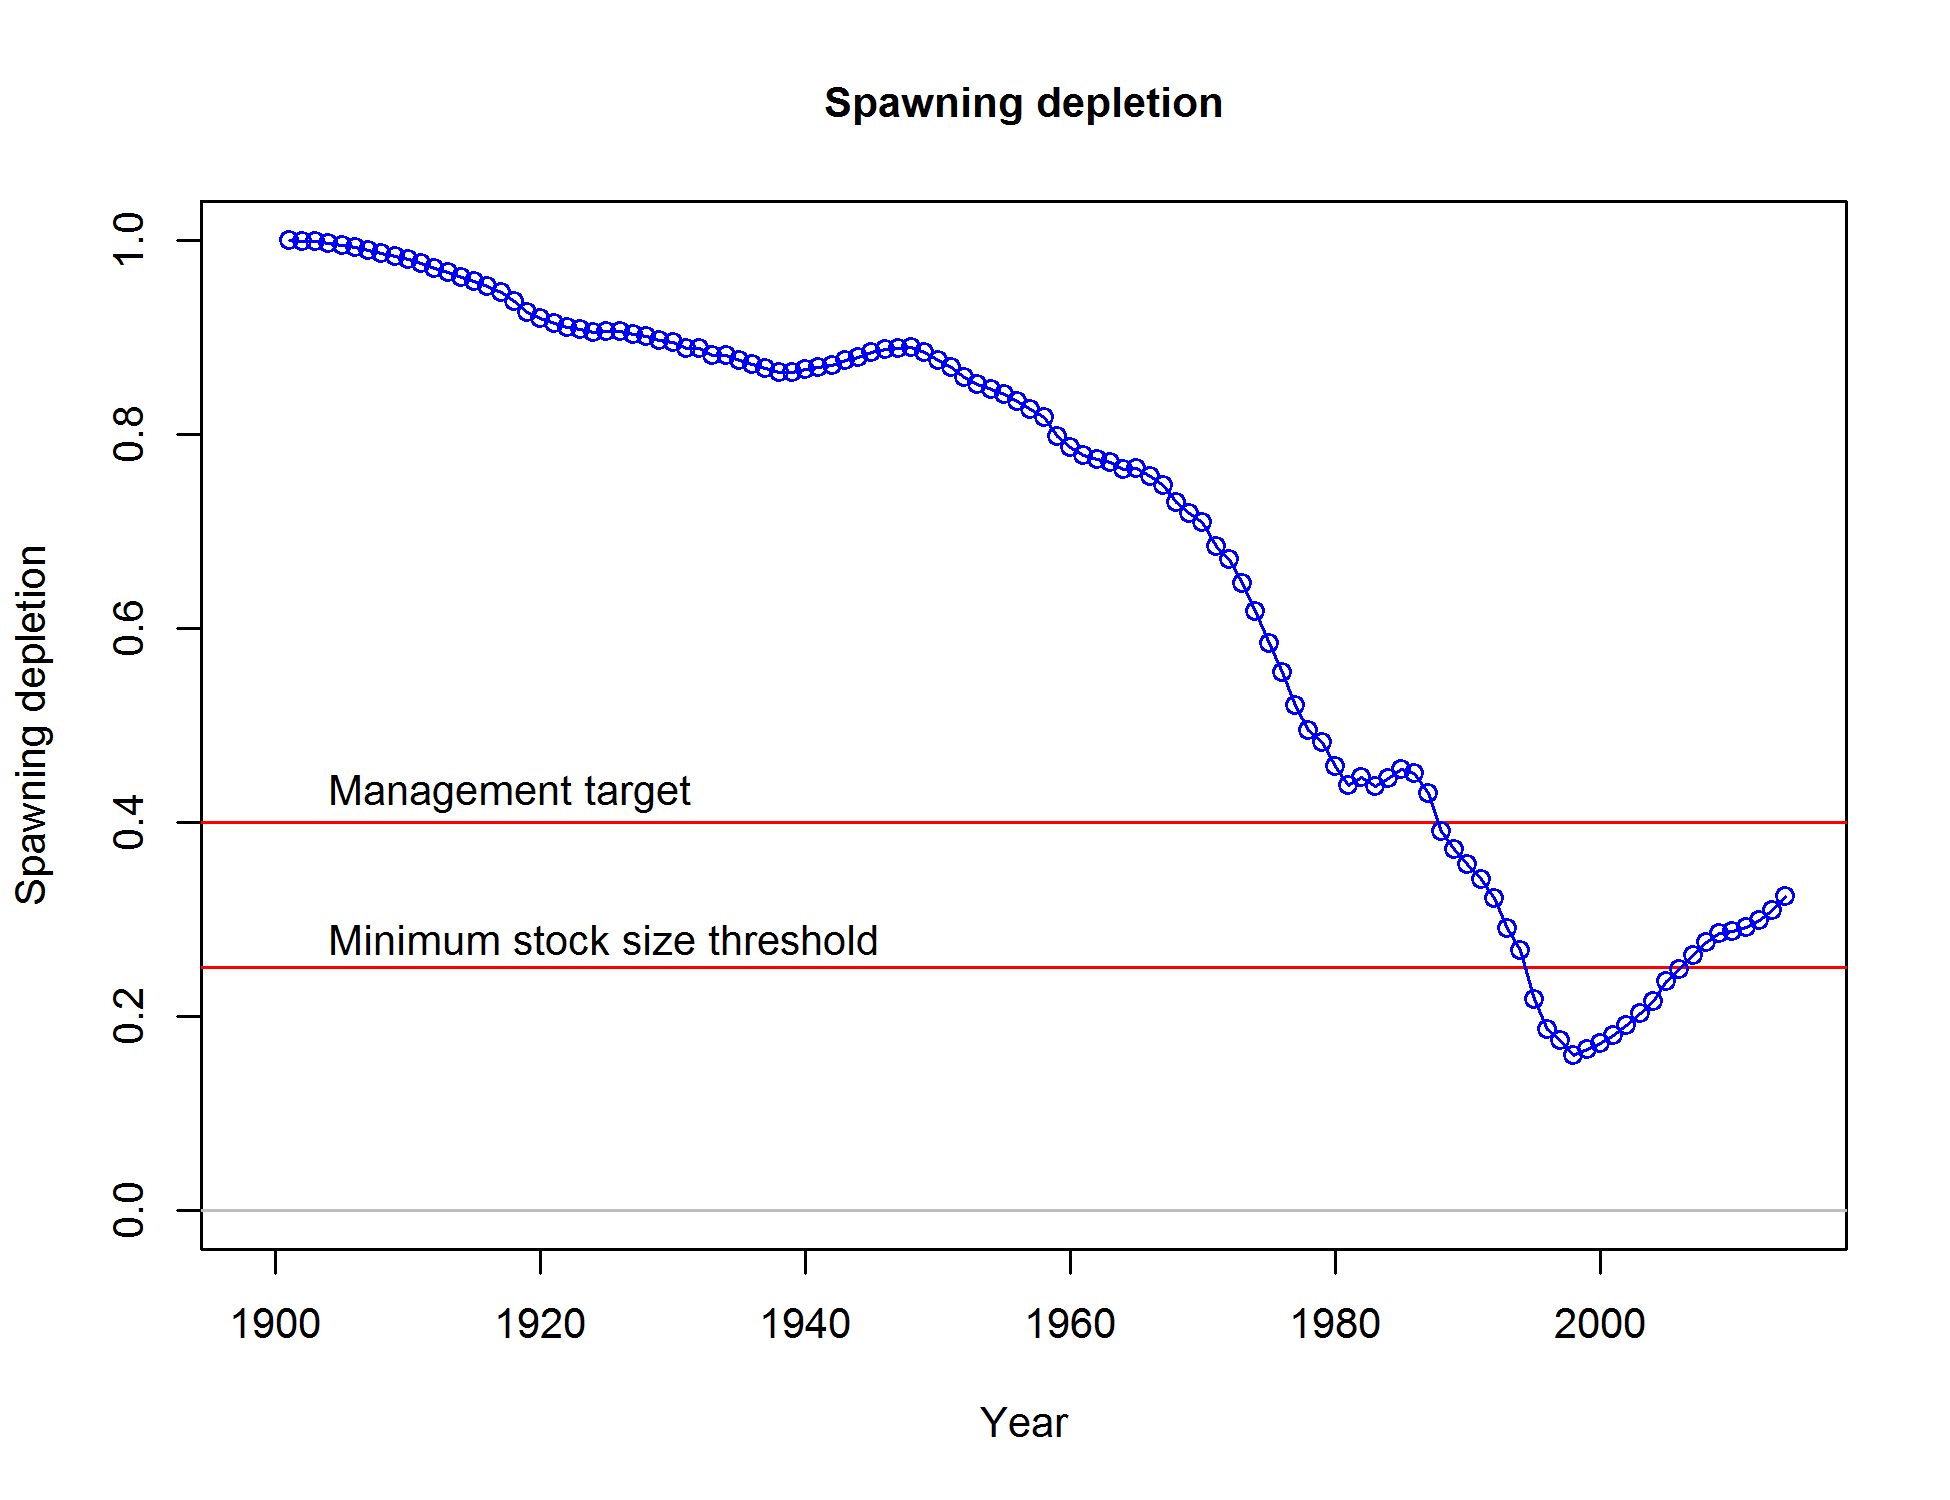 Spawning depletion
Spawning depletion
1.0
0.8
0.6
0.4
0.2
0.0
Management target
Minimum stock size threshold
1900 1920 1940 1960 1980 2000
Year